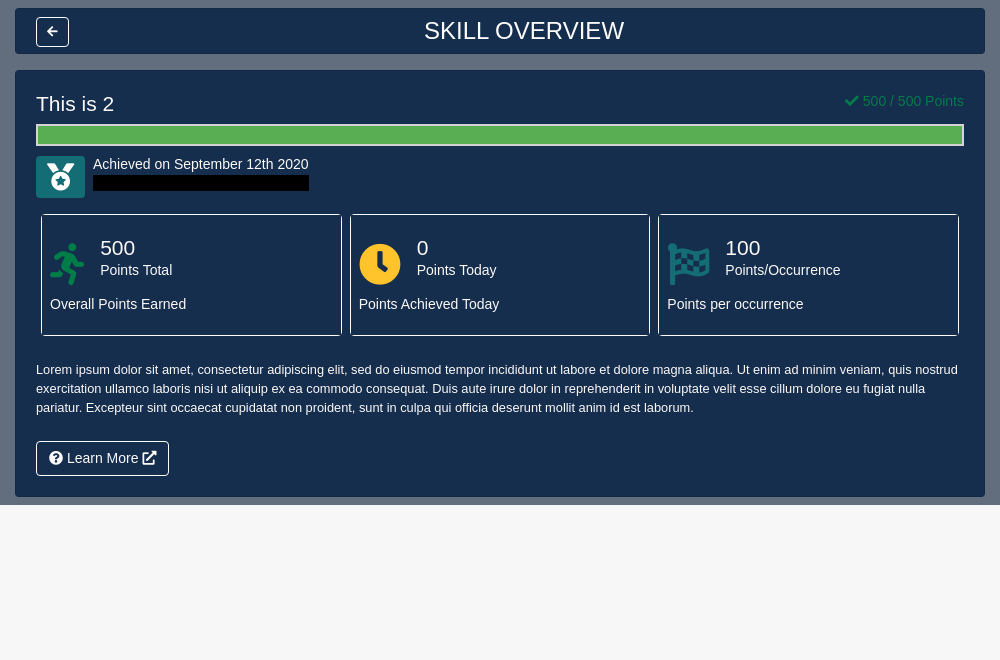 SKILL OVERVIEW
This is 2
500 / 500 Points
Achieved on September 12th 2020
500
Points Total
Overall Points Earned
0
Points Today
Points Achieved Today
100
Points/Occurrence
Points per occurrence
Lorem ipsum dolor sit amet, consectetur adipiscing elit, sed do eiusmod tempor incididunt ut labore et dolore magna aliqua. Ut enim ad minim veniam, quis nostrud
exercitation ullamco laboris nisi ut aliquip ex ea commodo consequat. Duis aute irure dolor in reprehenderit in voluptate velit esse cillum dolore eu fugiat nulla
pariatur. Excepteur sint occaecat cupidatat non proident, sunt in culpa qui officia deserunt mollit anim id est laborum.
Learn More